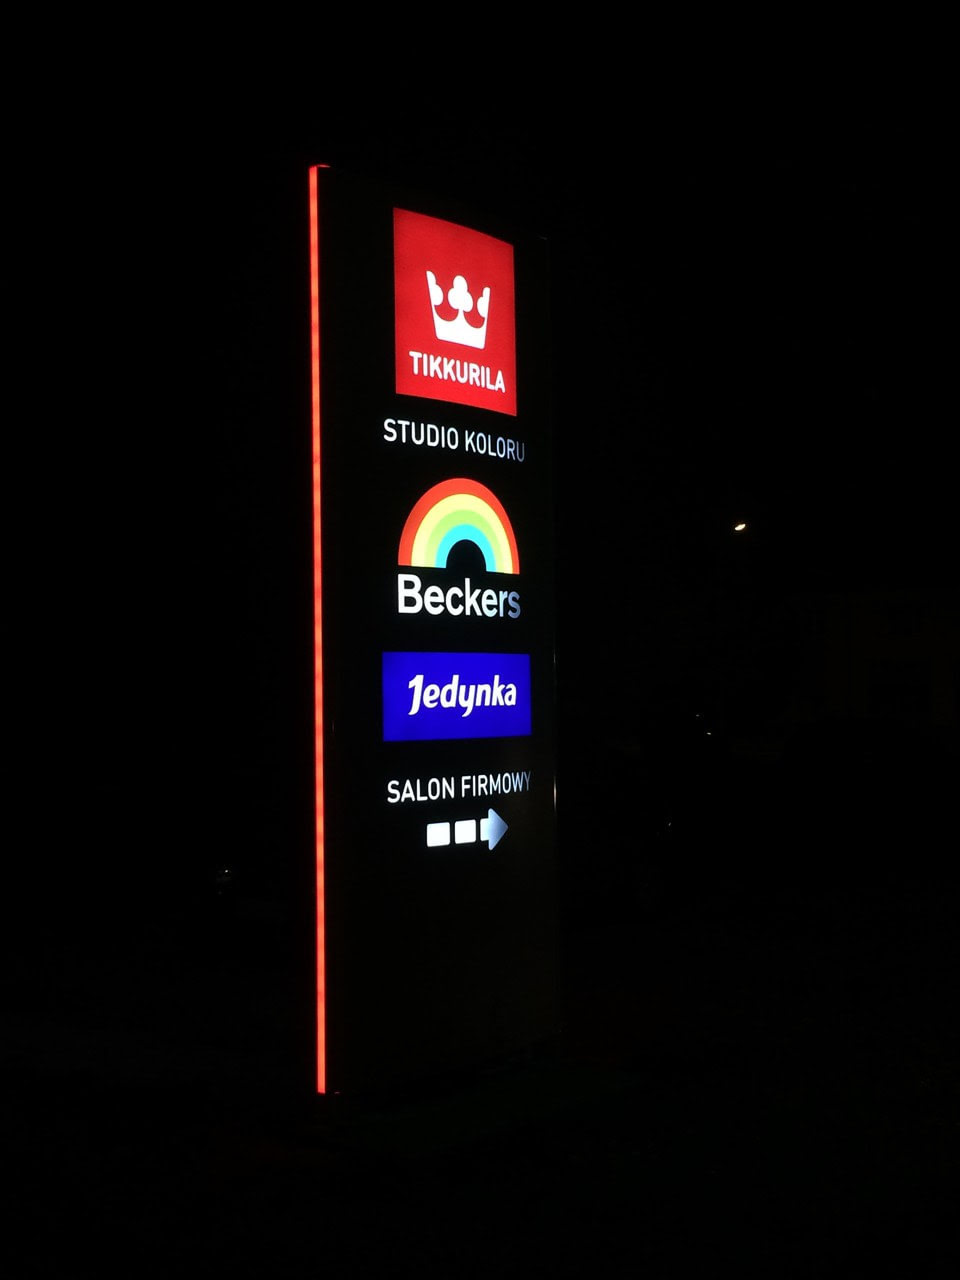 TIKKURILA
STUDIO KOLORU
Beckers
Jedynka
SALON FIRMOWY